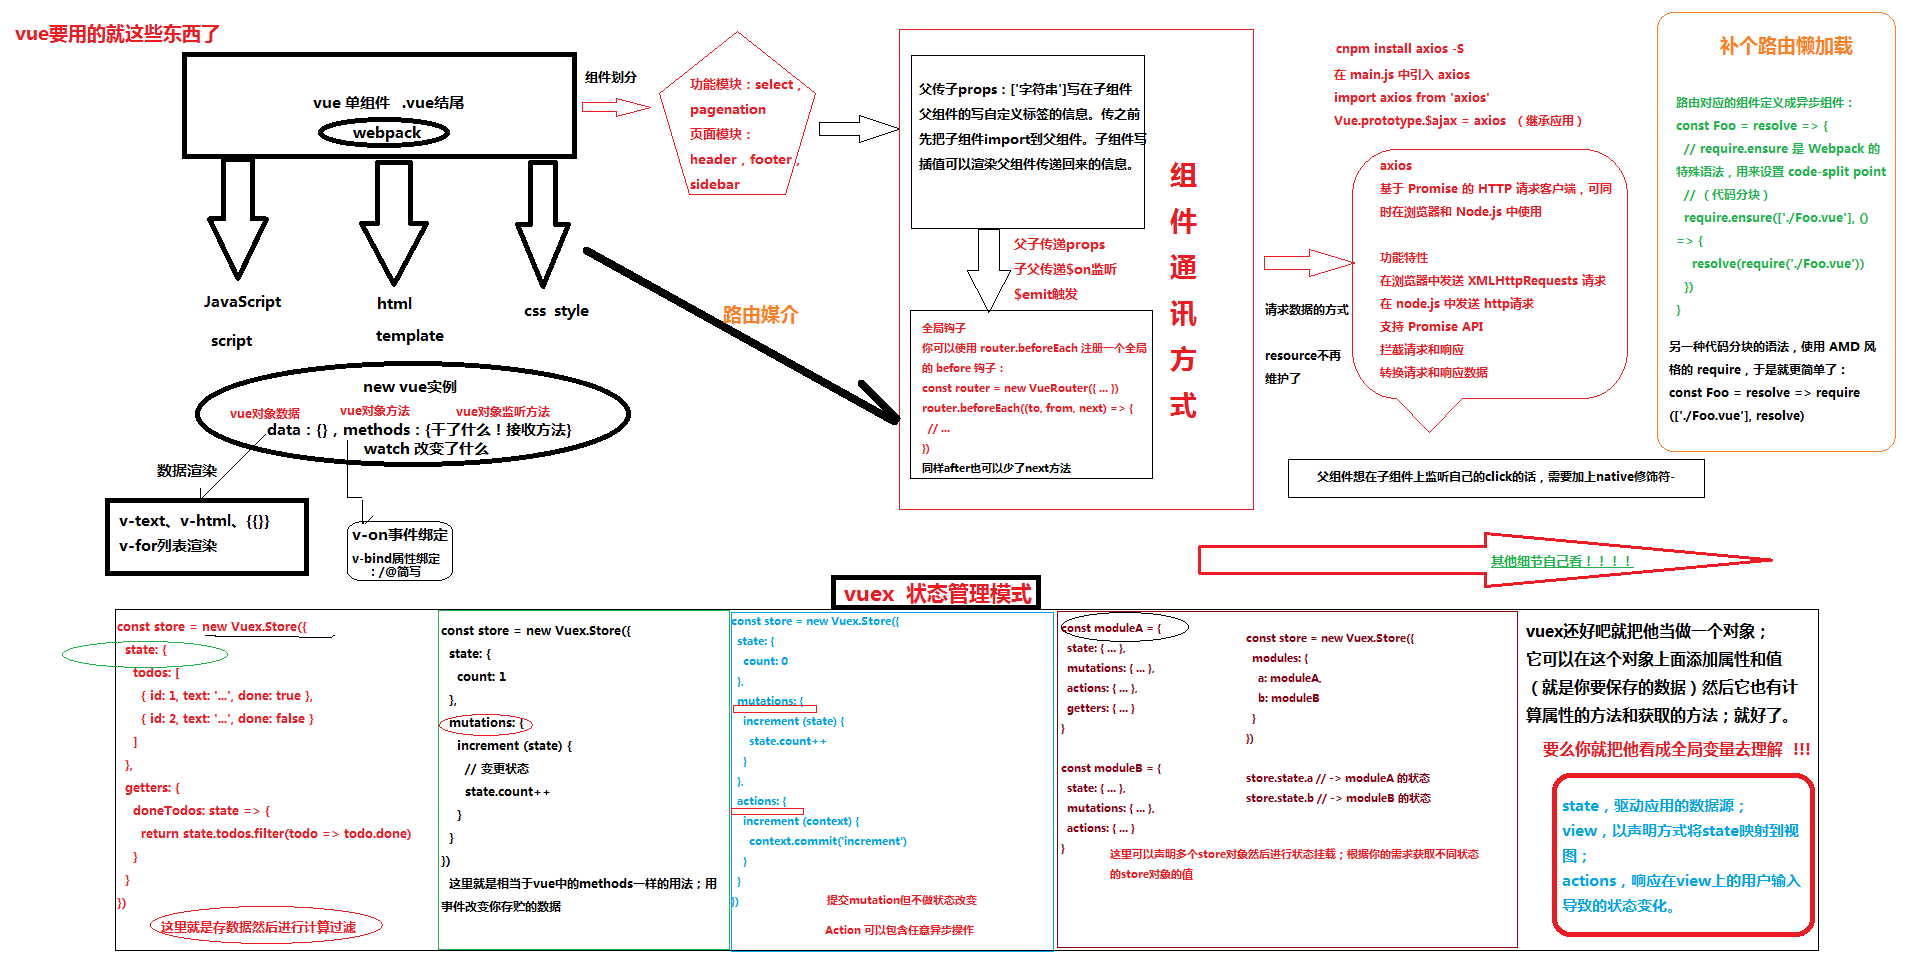 vue要用的就这些东西了
vue 单组件   .vue结尾
webpack
JavaScript
script
html
template
css  style
组件划分
功能模块：select，
pagenation
页面模块：
header，footer，
sidebar
new vue实例
vue对象数据
vue对象方法
vue对象监听方法
data：{}，methods：{干了什么！接收方法}
watch 改变了什么
数据渲染
v-text、v-html、{{}}
v-for列表渲染
v-on事件绑定
v-bind属性绑定
：/@简写
路由媒介
父传子props：['字符串']写在子组件
父组件的写自定义标签的信息。传之前
先把子组件import到父组件。子组件写
插值可以渲染父组件传递回来的信息。
父子传递props
子父传递$on监听
$emit触发
全局钩子
你可以使用 router.beforeEach 注册一个全局
的 before 钩子：
const router = new VueRouter({ ... })
router.beforeEach((to, from, next) => {
// ...
})
同样after也可以少了next方法
组
件
通
讯
方
式
cnpm install axios -S
在 main.js 中引入 axios
import axios from 'axios'
Vue.prototype.$ajax = axios （继承应用）
请求数据的方式
resource不再
维护了
axios
基于 Promise 的 HTTP 请求客户端，可同
时在浏览器和 Node.js 中使用
功能特性
在浏览器中发送 XMLHttpRequests 请求
在 node.js 中发送 http请求
支持 Promise API
拦截请求和响应
转换请求和响应数据
父组件想在子组件上监听自己的click的话，需要加上native修饰符-
补个路由懒加载
路由对应的组件定义成异步组件：
const Foo = resolve => {
// require.ensure 是 Webpack 的
特殊语法，用来设置 code-split point
// （代码分块）
require.ensure(['./Foo.vue'], ()
=> {
resolve(require('./Foo.vue'))
})
}
另一种代码分块的语法，使用 AMD 风
格的 require，于是就更简单了：
const Foo = resolve => require
(['./Foo.vue'], resolve)
其他细节自己看！！！！
vuex  状态管理模式
const store = new Vuex.Store({
state: {
todos: [
{ id: 1, text: '...', done: true },
{ id: 2, text: '...', done: false }
]
},
getters: {
doneTodos: state => {
return state.todos.filter(todo => todo.done)
}
}
})
这里就是存数据然后进行计算过滤
const store = new Vuex.Store({
state: {
count: 1
},
mutations: {
increment (state) {
// 变更状态
state.count++
}
}
})
这里就是相当于vue中的methods一样的用法；用
事件改变你存贮的数据
const store = new Vuex.Store({
state: {
count: 0
},
mutations: {
increment (state) {
state.count++
}
},
actions: {
increment (context) {
context.commit('increment')
}
}
})
提交mutation但不做状态改变
Action 可以包含任意异步操作
const moduleA = {
state: { ... },
mutations: { ... },
actions: { ... },
getters: { ... }
}
const moduleB = {
state: { ... },
mutations: { ... },
actions: { ... }
}
const store = new Vuex.Store({
modules: {
a: moduleA,
b: moduleB
}
})
store.state.a // -> moduleA 的状态
store.state.b // -> moduleB 的状态
这里可以声明多个store对象然后进行状态挂载；根据你的需求获取不同状态
的store对象的值
vuex还好吧就把他当做一个对象；
它可以在这个对象上面添加属性和值
（就是你要保存的数据）然后它也有计
算属性的方法和获取的方法；就好了。
要么你就把他看成全局变量去理解  !!!
state，驱动应用的数据源；
view，以声明方式将state映射到视
图；
actions，响应在view上的用户输入
导致的状态变化。